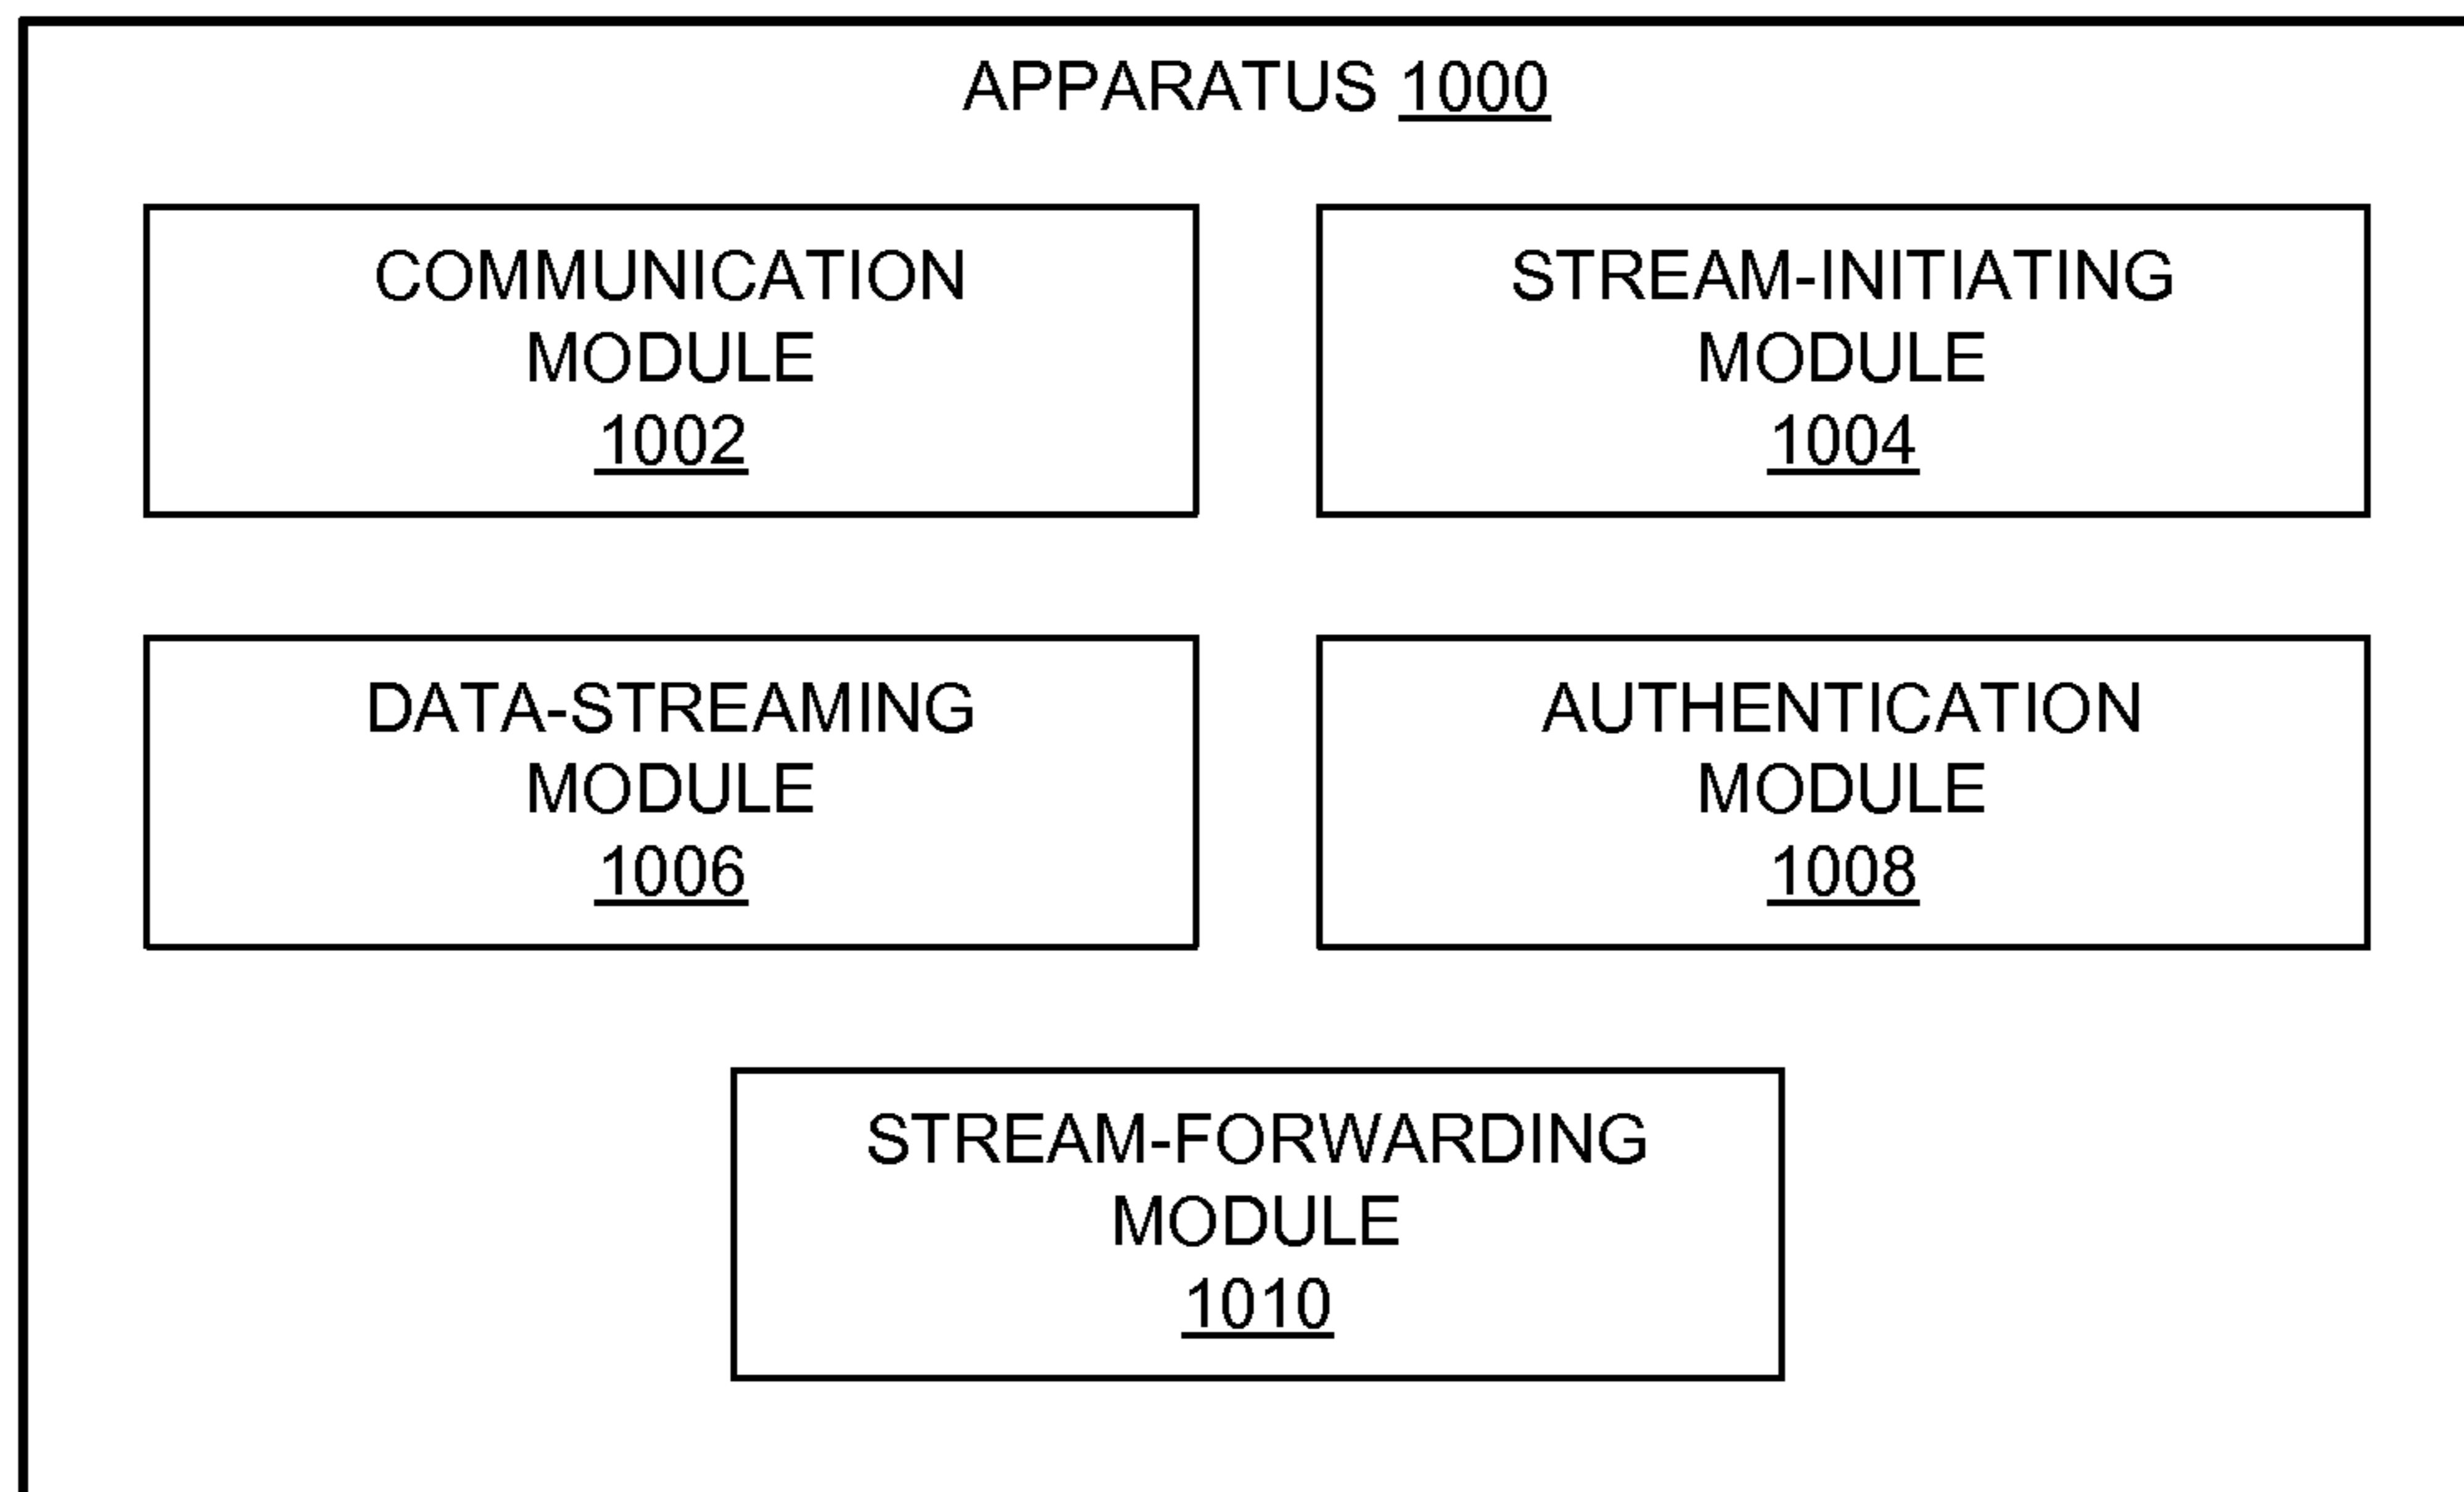 APPARATUS 1000
COMMUNICATION
MODULE
1002
STREAM-INITIATING
MODULE
1004
DATA-STREAMING
MODULE
1006
AUTHENTICATION
MODULE
1008
STREAM-FORWARDING
MODULE
1010